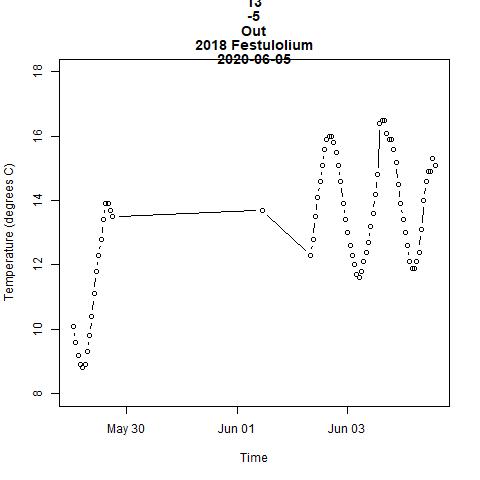 13
-5
Out
2018 Festulolium
2020-06-05
18
16
14
12
10
8
Temperature (degrees C)
May 30
Jun 01
Jun 03
Time